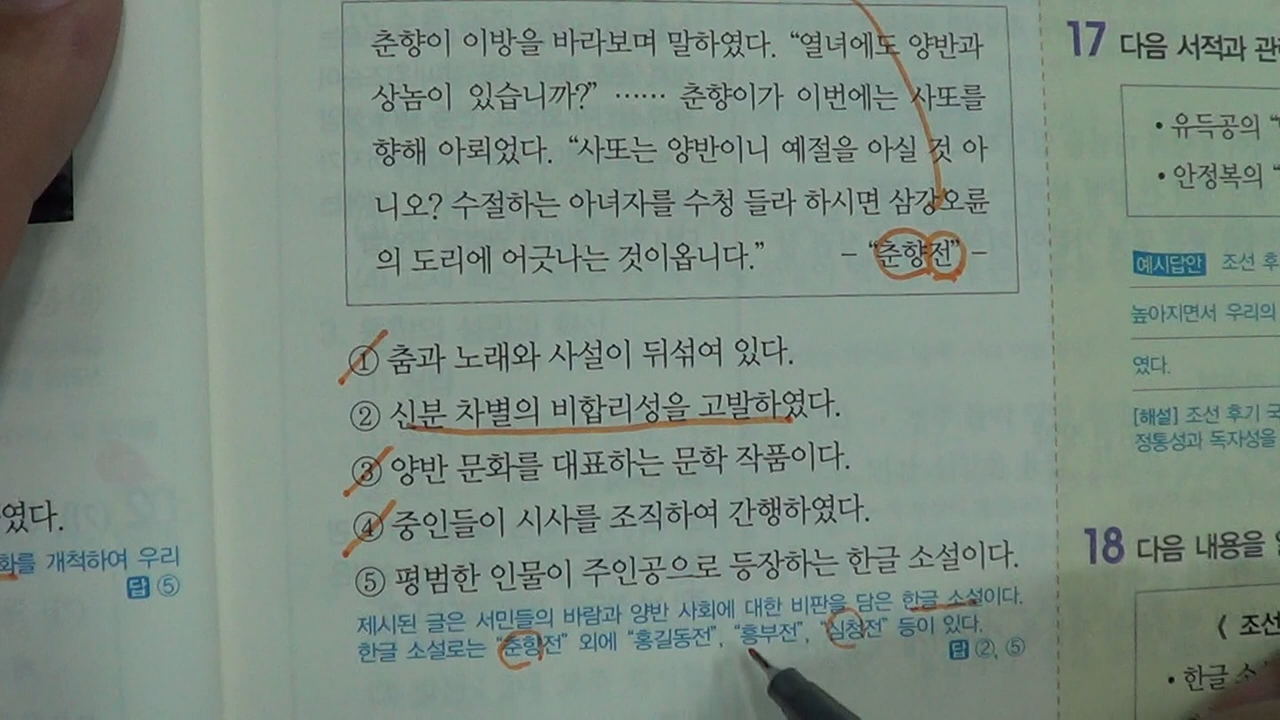 춘향이 이방을 바라보며 말하였다. “열녀에도 양반과
상놈이 있습니까?” …… 춘향이가 이번에는 사또를
향해 아뢰었다. “사또는 양반이니 예절을 아실 것 아
니오? 수절하는 아녀자를 수청 들라 하시면 삼강오륜
의 도리에 어긋나는 것이옵니다.” – “춘향전” –
① 춤과 노래와 사설이 뒤섞여 있다.
② 신분 차별의 비합리성을 고발하였다.
③ 양반 문화를 대표하는 문학 작품이다.
④ 중인들이 시사를 조직하여 간행하였다.
⑤ 평범한 인물이 주인공으로 등장하는 한글 소설이다.
제시된 글은 서민들의 바람과 양반 사회에 대한 비판을 담은 한글 소설이다.
한글 소설로는 “춘향전” 외에 “홍길동전”, “흥부전”, “심청전” 등이 있다.
답 ②, ⑤
였다.
화를 개척하여 우리
답 ⑤
17 다음 서적과 관
• 유득공의 “
• 안정복의 “
예시답안 조선 후
높아지면서 우리의
였다.
[해설] 조선 후기 국
정통성과 독자성을
18 다음 내용을
< 조선
• 한글 소